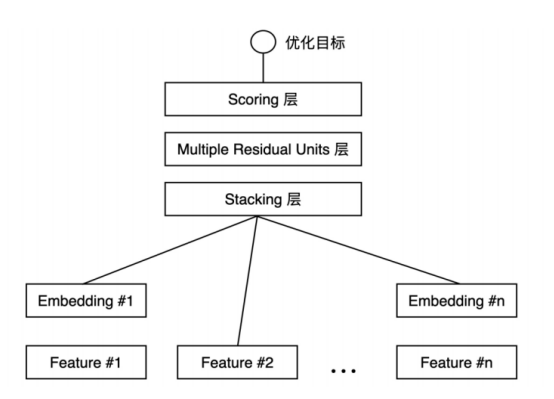 优化目标
Scoring 层
Multiple Residual Units 层
Stacking 层
Embedding #1
Embedding #n
Feature #1
Feature #2
...
Feature #n